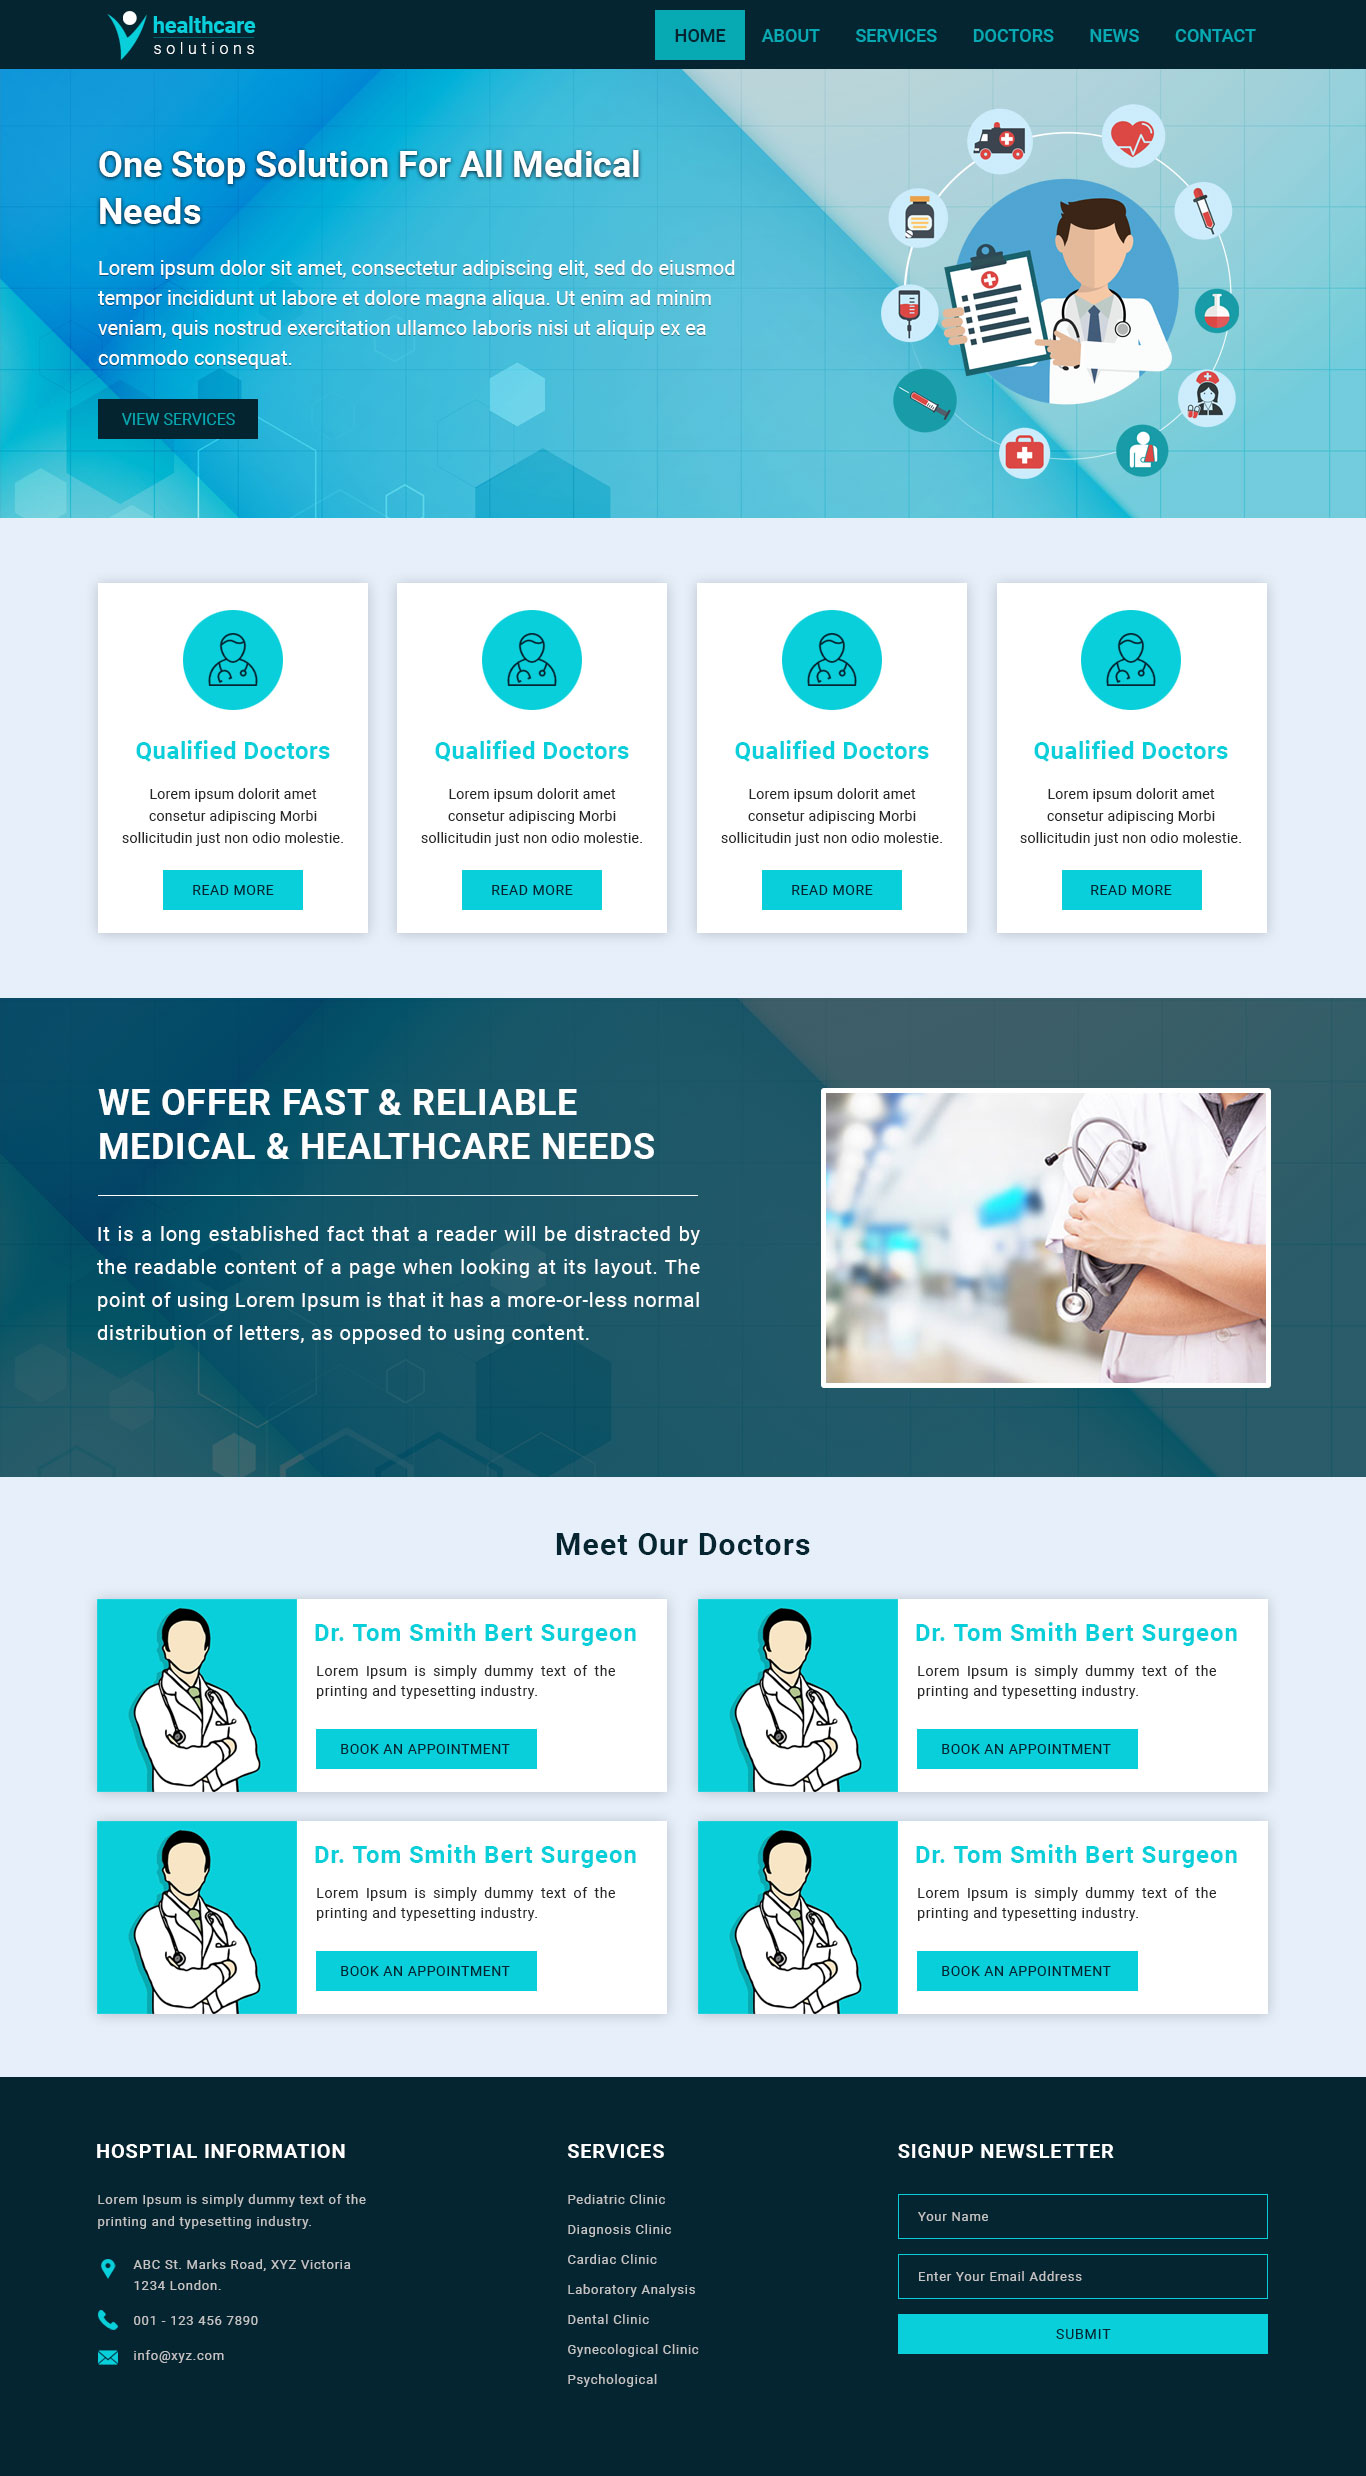 healthcare
solutions
HOME ABOUT SERVICES DOCTORS NEWS CONTACT
One Stop Solution For All Medical
Needs
Lorem ipsum dolor sit amet, consectetur adipiscing elit, sed do eiusmod
tempor incididunt ut labore et dolore magna aliqua. Ut enim ad minim
veniam, quis nostrud exercitation ullamco laboris nisi ut aliquip ex ea
commodo consequat.
VIEW SERVICES
Qualified Doctors
Lorem ipsum dolorit amet
consetur adipiscing Morbi
sollicitudin just non odio molestie.
READ MORE
Qualified Doctors
Lorem ipsum dolorit amet
consetur adipiscing Morbi
sollicitudin just non odio molestie.
READ MORE
Qualified Doctors
Lorem ipsum dolorit amet
consetur adipiscing Morbi
sollicitudin just non odio molestie.
READ MORE
Qualified Doctors
Lorem ipsum dolorit amet
consetur adipiscing Morbi
sollicitudin just non odio molestie.
READ MORE
WE OFFER FAST & RELIABLE
MEDICAL & HEALTHCARE NEEDS
It is a long established fact that a reader will be distracted by
the readable content of a page when looking at its layout. The
point of using Lorem Ipsum is that it has a more-or-less normal
distribution of letters, as opposed to using content.
Meet Our Doctors
Dr. Tom Smith Bert Surgeon
Lorem Ipsum is simply dummy text of the
printing and typesetting industry.
BOOK AN APPOINTMENT
Dr. Tom Smith Bert Surgeon
Lorem Ipsum is simply dummy text of the
printing and typesetting industry.
BOOK AN APPOINTMENT
Dr. Tom Smith Bert Surgeon
Lorem Ipsum is simply dummy text of the
printing and typesetting industry.
BOOK AN APPOINTMENT
Dr. Tom Smith Bert Surgeon
Lorem Ipsum is simply dummy text of the
printing and typesetting industry.
BOOK AN APPOINTMENT
HOSPTIAL INFORMATION
Lorem Ipsum is simply dummy text of the
printing and typesetting industry.
ABC St. Marks Road, XYZ Victoria
1234 London.
001 - 123 456 7890
info@xyz.com
SERVICES
Pediatric Clinic
Diagnosis Clinic
Cardiac Clinic
Laboratory Analysis
Dental Clinic
Gynecological Clinic
Psychological
SIGNUP NEWSLETTER
Your Name
Enter Your Email Address
SUBMIT